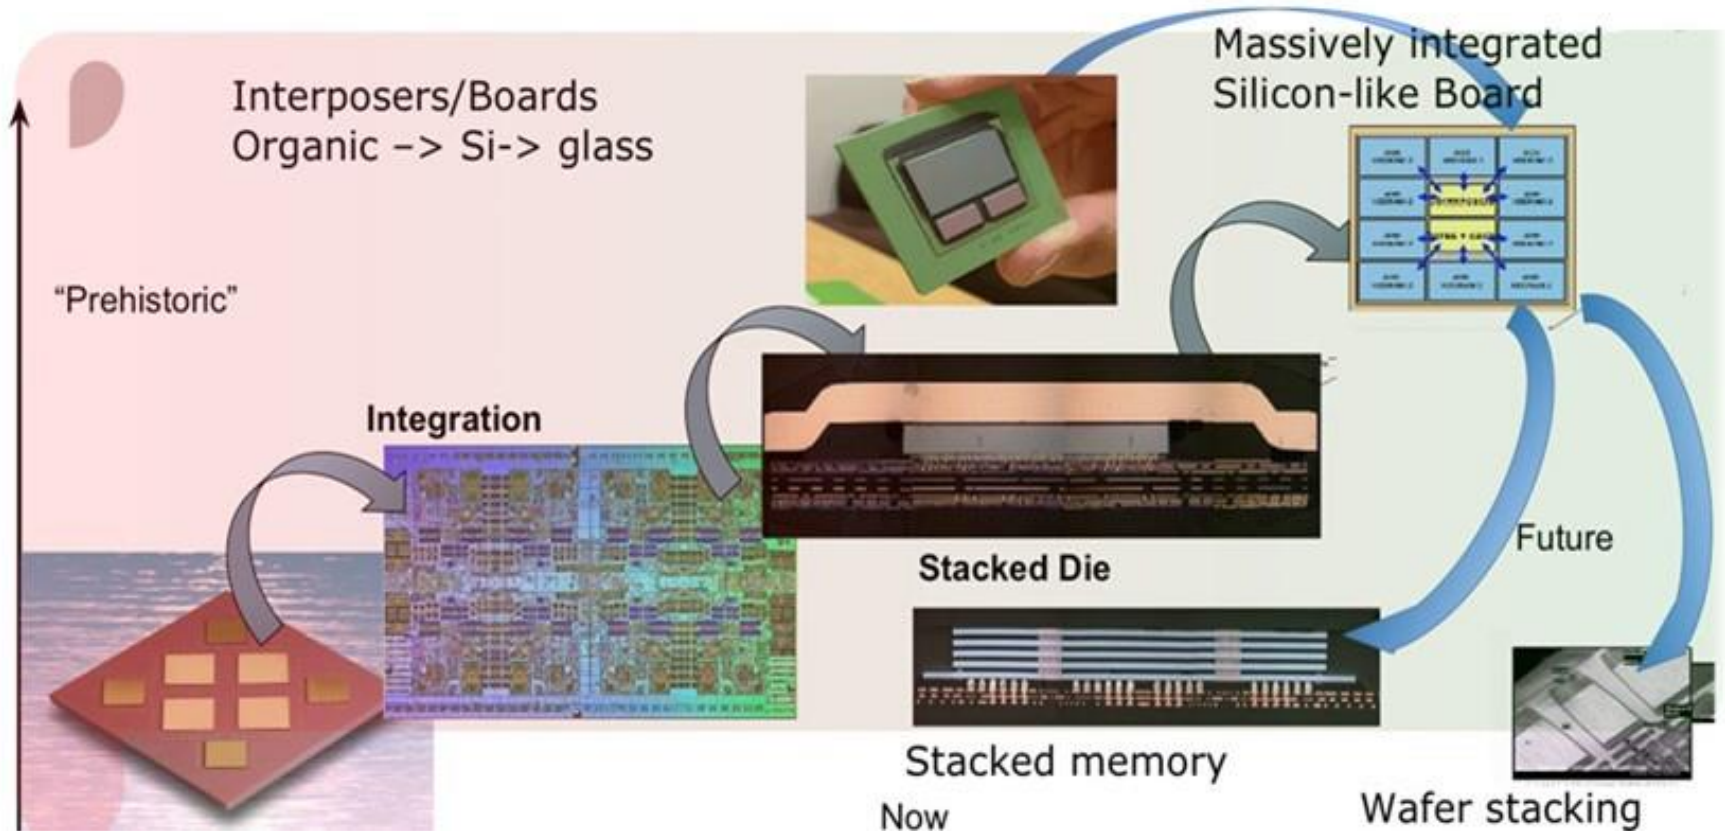 Interposers/Boards
Organic –> Si-> glass
Massively integrated
Silicon-like Board
“Prehistoric”
Integration
Stacked Die
Future
Stacked memory
Now
Wafer stacking